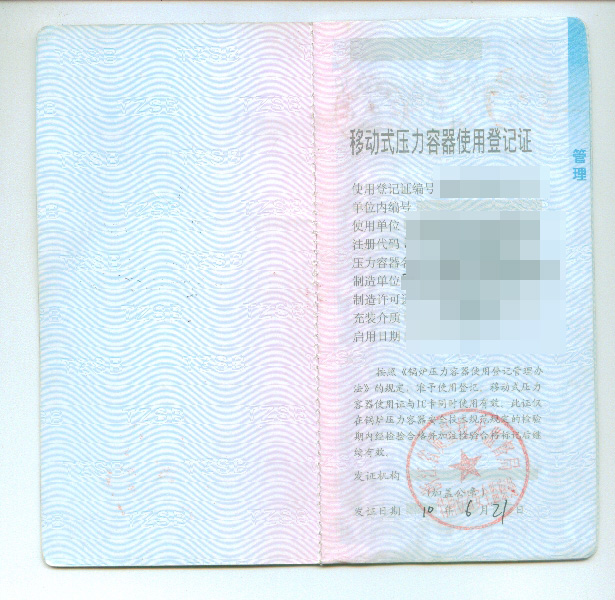 移动式压力容器使用登记证
管理
使用登记证编号
单位内编号
使用单位
注册代码
压力容器名
制造单位
制造许可
充装介质
启用日期
按照《锅炉压力容器使用登记管理办
法》的规定，准予使用登记。移动式压力
容器使用证与IC卡同时使用有效。此证仅
在锅炉压力容器安全技术规范规定的检验
期内经检验合格并加注检验合格标记后继
续有效。
发证机构
(加盖公章)
发证日期 10 年 6 月 21 日